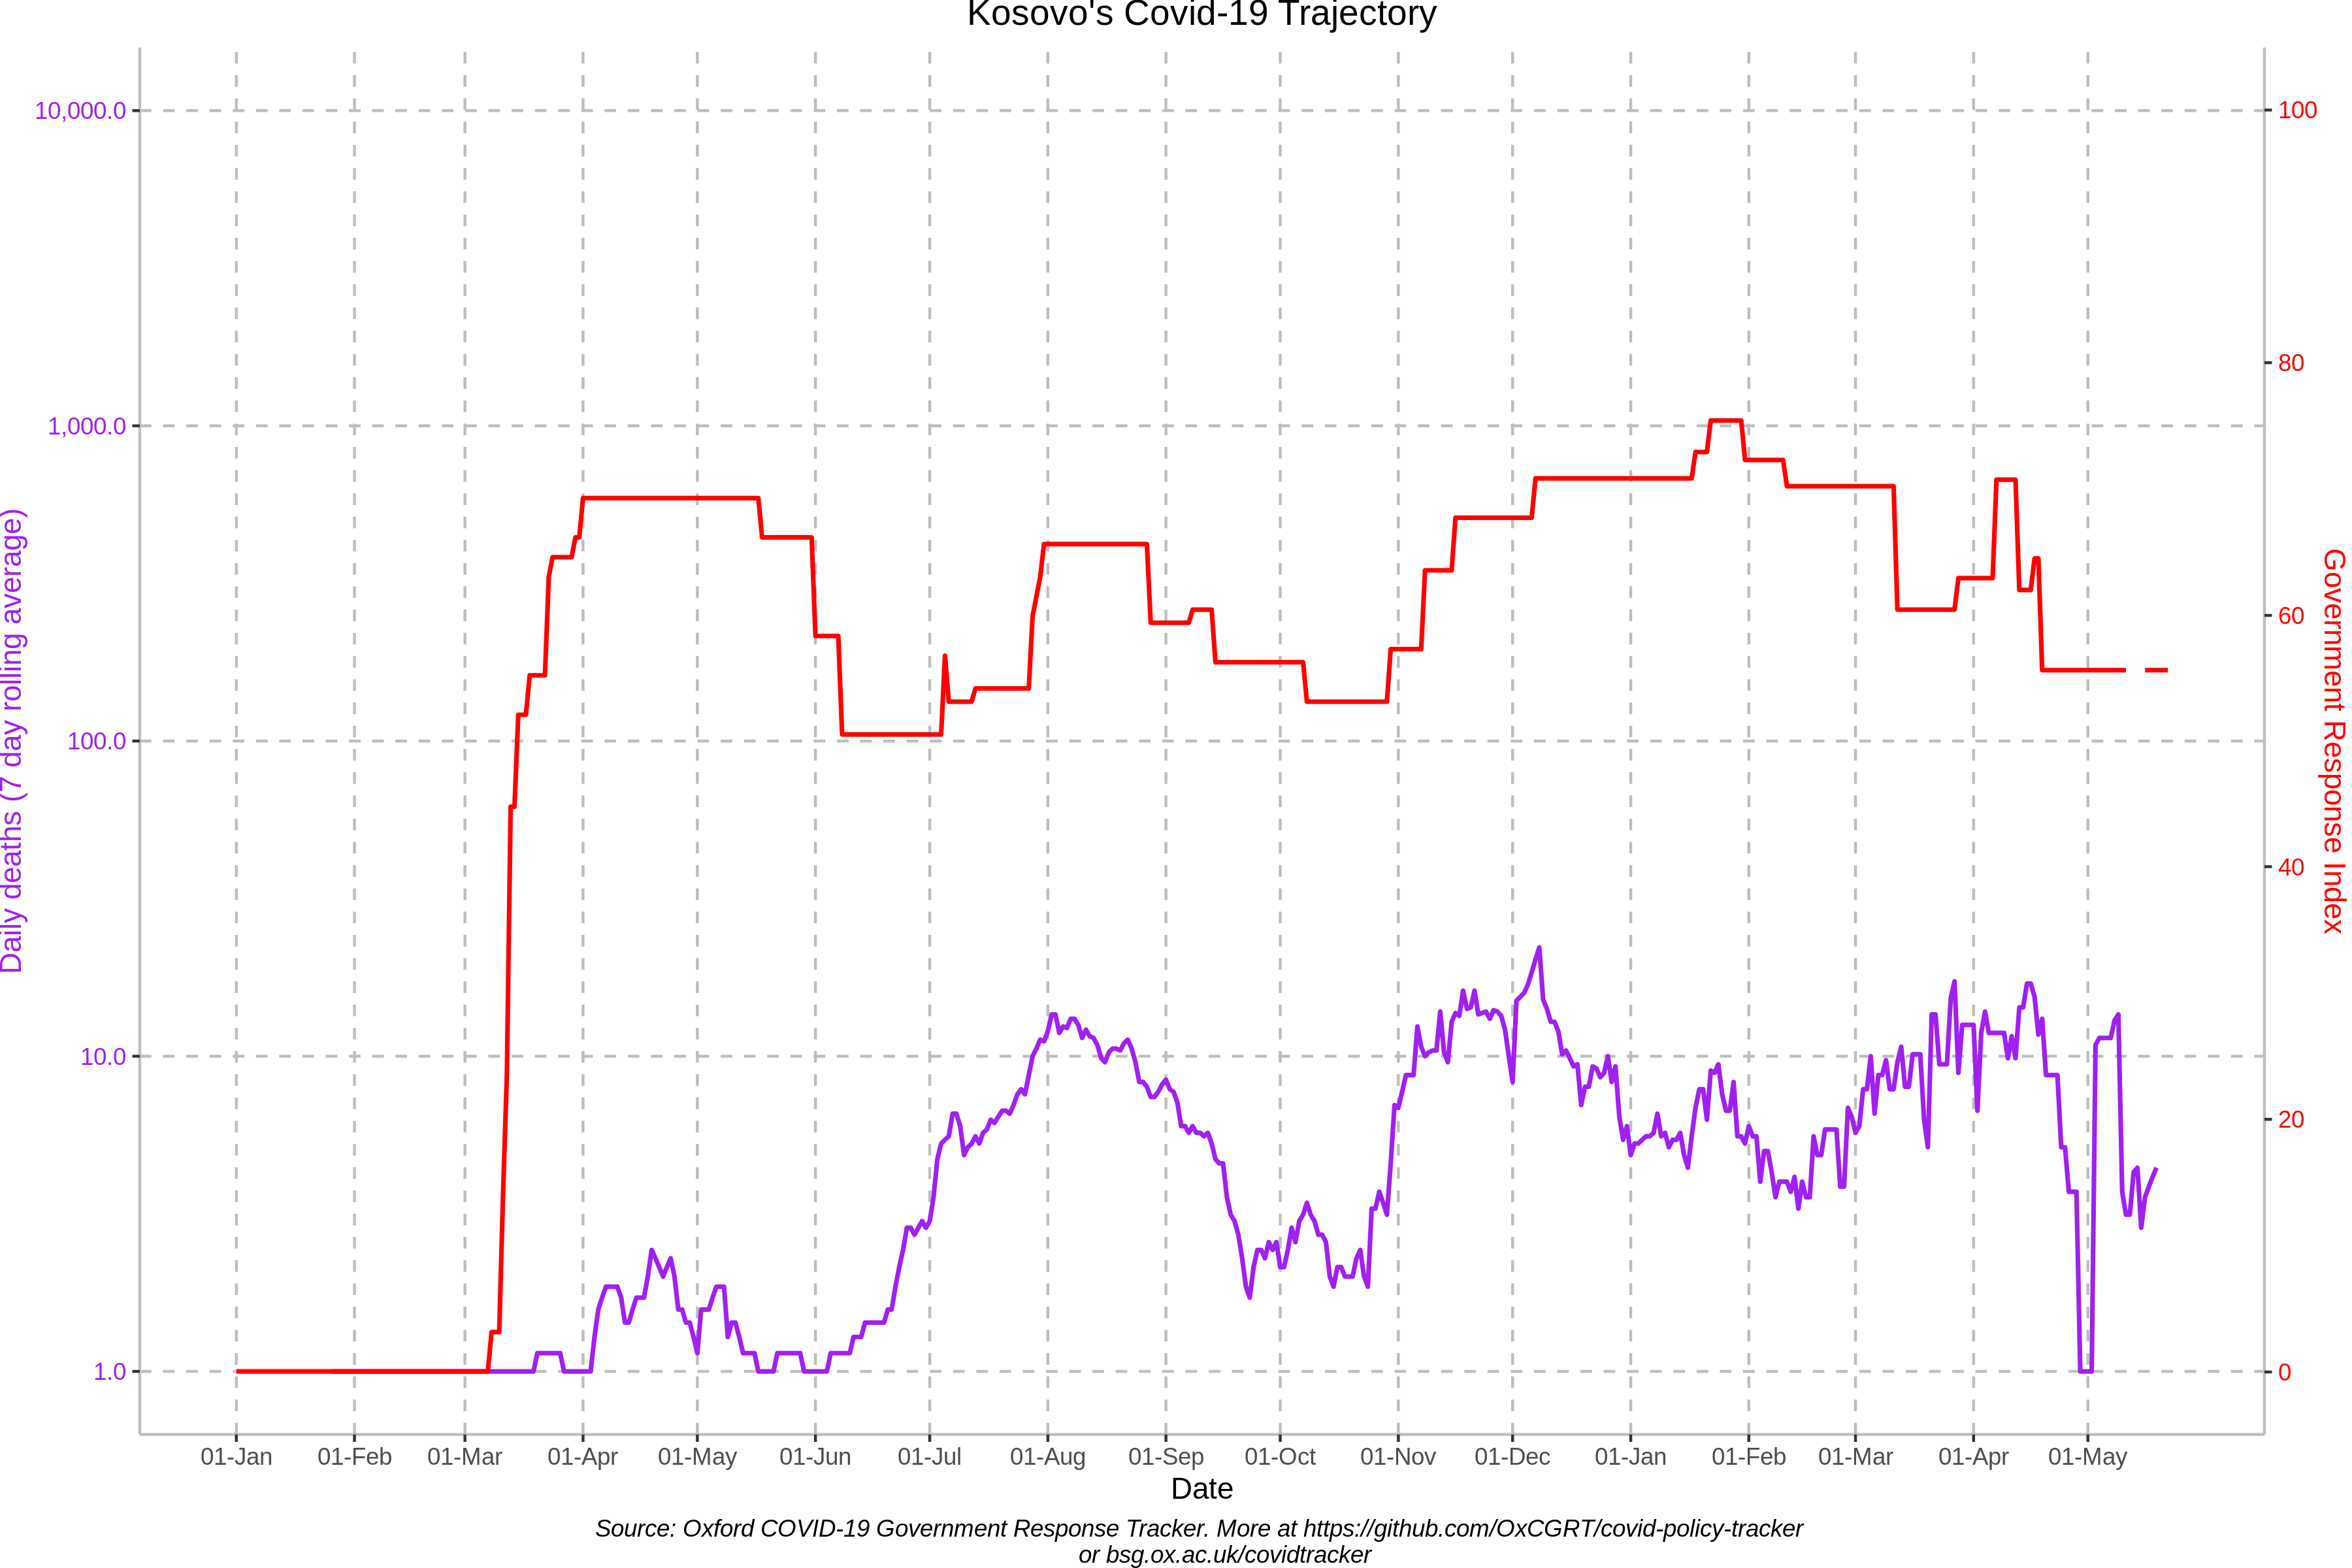 Kosovo's Covid-19 Trajectory
10,000.0
1,000.0
100.0
10.0
1.0
Daily deaths (7 day rolling average)
100
80
60
40
20
0
Government Response Index
01-Jan
01-Feb
01-Mar
01-Apr
01-May
01-Jun
01-Jul
01-Aug
01-Sep
01-Oct
01-Nov
01-Dec
01-Jan
01-Feb
01-Mar
01-Apr
01-May
Date
Source: Oxford COVID-19 Government Response Tracker. More at https://github.com/OxCGRT/covid-policy-tracker
or bsg.ox.ac.uk/covidtracker